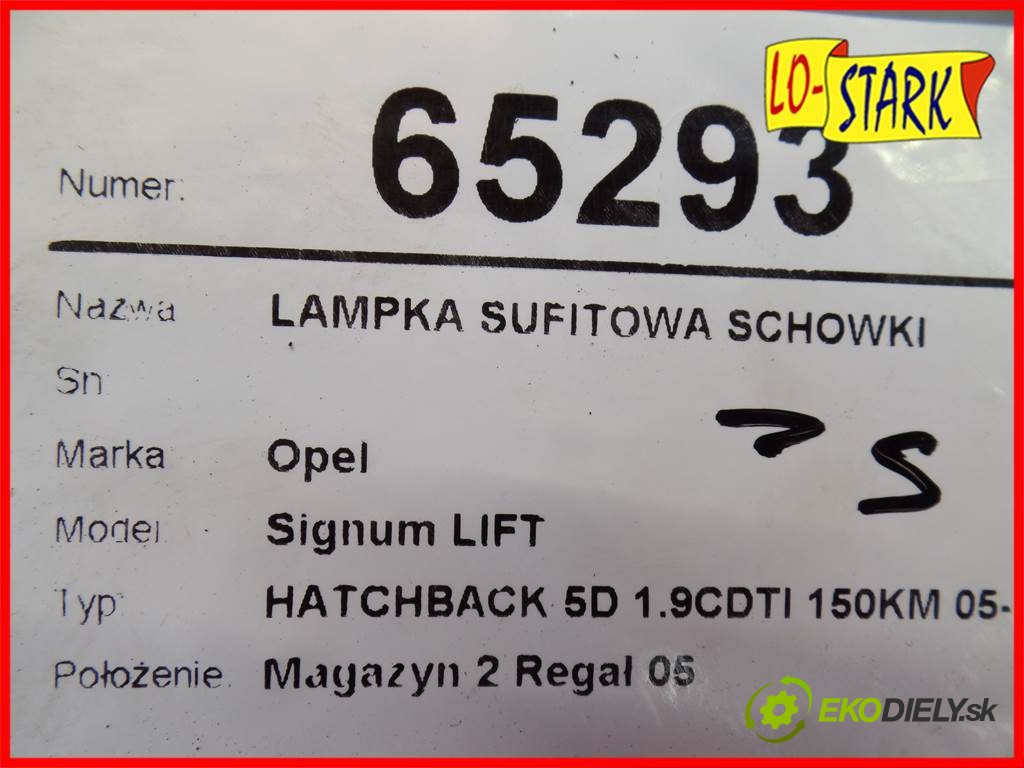 LO-STARK
Numer: 65293
Nazwa LAMPKA SUFITOWA SCHOWKI
Sn
Marka Opel
Model Signum LIFT
Typ HATCHBACK 5D 1.9CDTI 150KM 05-
Położenie Magazyn 2 Regał 05
EKODIELY.sk